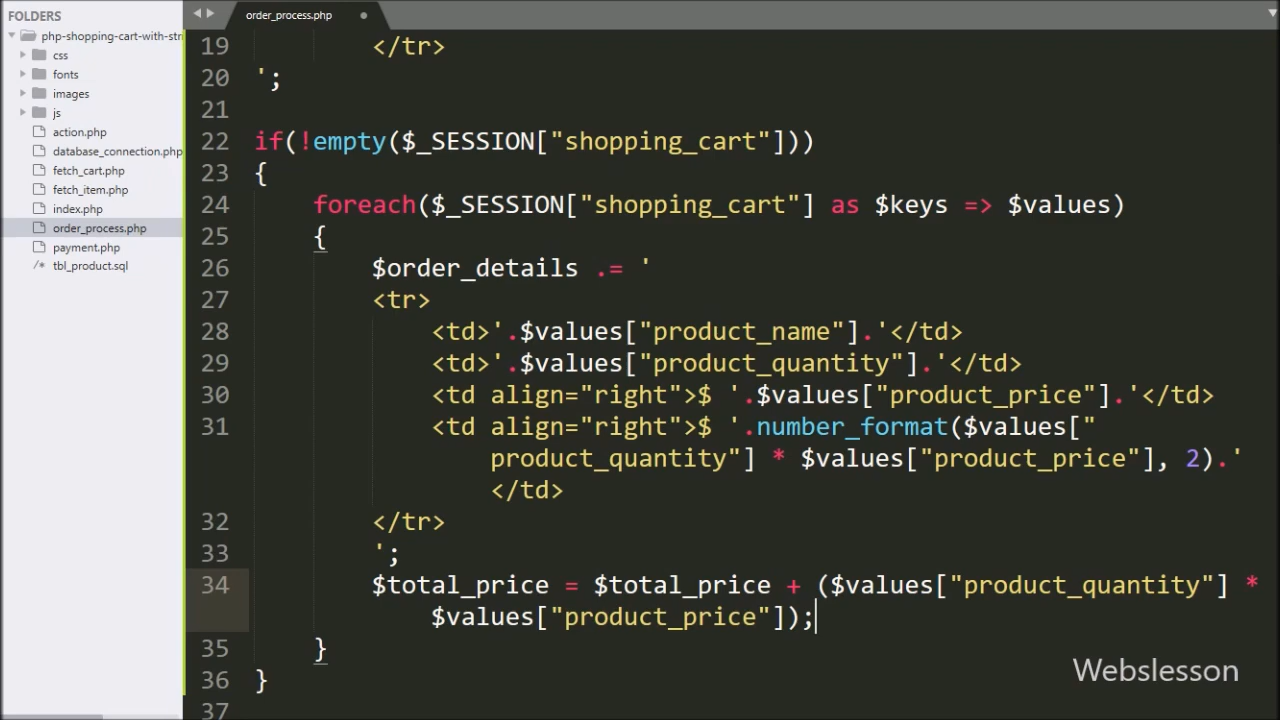 FOLDERS
php-shopping-cart-with-stri
css
fonts
images
js
action.php
database_connection.php
fetch_cart.php
fetch_item.php
index.php
order_process.php
payment.php
/* tbl_product.sql
order_process.php
19 </tr>
20 ';
21
22 if(!empty($_SESSION["shopping_cart"]))
23 {
24 foreach($_SESSION["shopping_cart"] as $keys => $values)
25 {
26 $order_details .= '
27 <tr>
28 <td>'.$values["product_name"].'</td>
29 <td>'.$values["product_quantity"].'</td>
30 <td align="right">$ '.$values["product_price"].'</td>
31 <td align="right">$ '.number_format($values["
product_quantity"] * $values["product_price"], 2).'
</td>
32 </tr>
33 ';
34 $total_price = $total_price + ($values["product_quantity"] *
$values["product_price"]);
35 }
36 }
37
Webslesson